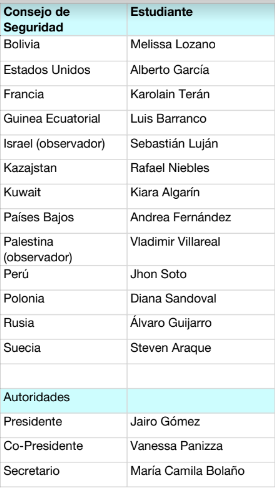 Consejo de Seguridad Estudiante
Bolivia Melissa Lozano
Estados Unidos Alberto García
Francia Karolain Terán
Guinea Ecuatorial Luis Barranco
Israel (observador) Sebastián Luján
Kazajstan Rafael Niebles
Kuwait Kiara Algarín
Países Bajos Andrea Fernández
Palestina (observador) Vladimir Villareal
Perú Jhon Soto
Polonia Diana Sandoval
Rusia Álvaro Guijarro
Suecia Steven Araque
Autoridades
Presidente Jairo Gómez
Co-Presidente Vanessa Panizza
Secretario María Camila Bolaño